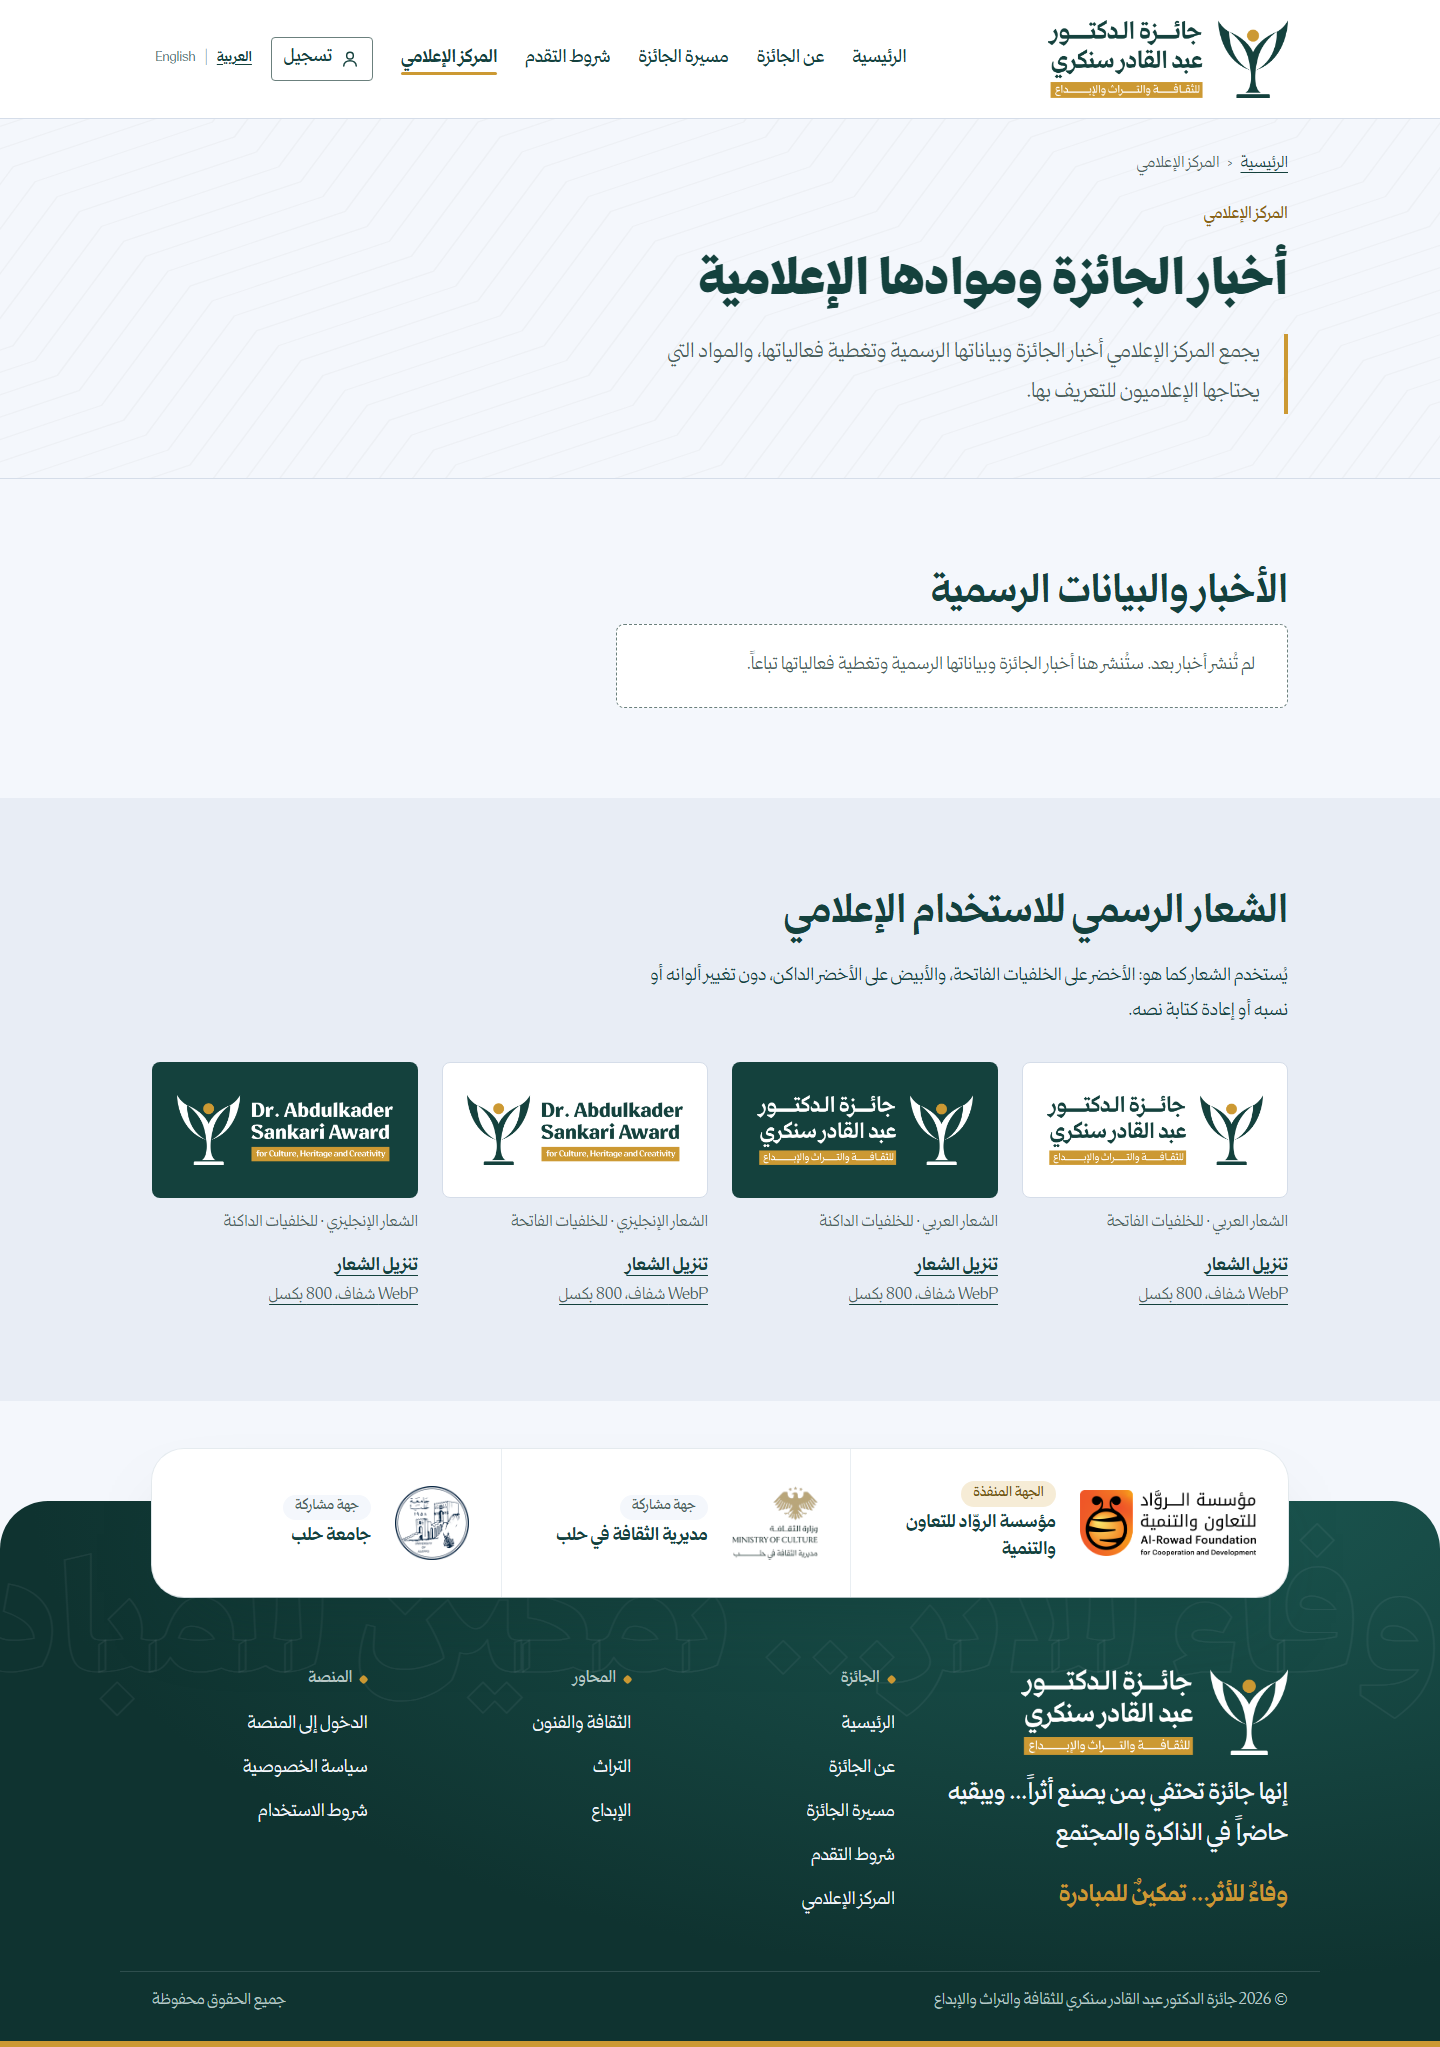 جائـزة الدكتـور
عبد القادر سنكري
للثقافـة والتـراث والإبـداع
الرئيسية
عن الجائزة
مسيرة الجائزة
شروط التقدم
المركز الإعلامي
تسجيل
العربية
English
الرئيسية › المركز الإعلامي
المركز الإعلامي
أخبار الجائزة وموادها الإعلامية
يجمع المركز الإعلامي أخبار الجائزة وبياناتها الرسمية وتغطية فعالياتها، والمواد التي
يحتاجها الإعلاميون للتعريف بها.
الأخبار والبيانات الرسمية
لم تُنشر أخبار بعد. ستُنشر هنا أخبار الجائزة وبياناتها الرسمية وتغطية فعالياتها تباعاً.
الشعار الرسمي للاستخدام الإعلامي
يُستخدم الشعار كما هو: الأخضر على الخلفيات الفاتحة، والأبيض على الأخضر الداكن، دون تغيير ألوانه أو
نسبه أو إعادة كتابة نصه.
جائـزة الدكتـور
عبد القادر سنكري
للثقافـة والتـراث والإبـداع
الشعار العربي · للخلفيات الفاتحة
تنزيل الشعار
WebP شفاف، 800 بكسل
جائـزة الدكتـور
عبد القادر سنكري
للثقافـة والتـراث والإبـداع
الشعار العربي · للخلفيات الداكنة
تنزيل الشعار
WebP شفاف، 800 بكسل
Dr. Abdulkader
Sankari Award
for Culture, Heritage and Creativity
الشعار الإنجليزي · للخلفيات الفاتحة
تنزيل الشعار
WebP شفاف، 800 بكسل
Dr. Abdulkader
Sankari Award
for Culture, Heritage and Creativity
الشعار الإنجليزي · للخلفيات الداكنة
تنزيل الشعار
WebP شفاف، 800 بكسل
مؤسسة الـروَّاد
للتعاون والتنمية
Al-Rowad Foundation
for Cooperation and Development
الجهة المنفذة
مؤسسة الروّاد للتعاون
والتنمية
وزارة الثقـافـة
MINISTRY OF CULTURE
مديرية الثقافة في حلـب
جهة مشاركة
مديرية الثقافة في حلب
جهة مشاركة
جامعة حلب
جائـزة الدكتـور
عبد القادر سنكري
للثقافـة والتـراث والإبـداع
إنها جائزة تحتفي بمن يصنع أثراً... ويبقيه
حاضراً في الذاكرة والمجتمع
وفاءٌ للأثر... تمكينٌ للمبادرة
الجائزة
الرئيسية
عن الجائزة
مسيرة الجائزة
شروط التقدم
المركز الإعلامي
المحاور
الثقافة والفنون
التراث
الإبداع
المنصة
الدخول إلى المنصة
سياسة الخصوصية
شروط الاستخدام
© 2026 جائزة الدكتور عبد القادر سنكري للثقافة والتراث والإبداع
جميع الحقوق محفوظة